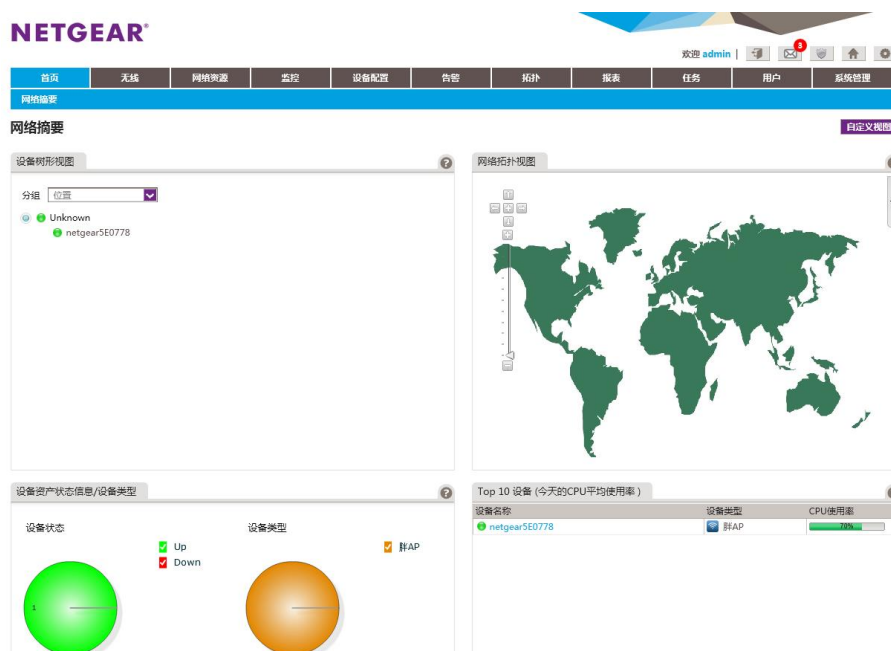 NETGEAR®
欢迎 admin |
3
首页 无线 网络资源 监控 设备配置 告警 拓扑 报表 任务 用户 系统管理
网络摘要
网络摘要
自定义视图
设备树形视图
网络拓扑视图
分组 位置
Unknown
netgear5E0778
设备资产状态信息/设备类型
Top 10 设备 (今天的CPU平均使用率 )
设备名称 设备类型 CPU使用率
netgear5E0778 胖AP 70%
设备状态
设备类型
Up
Down
胖AP
1